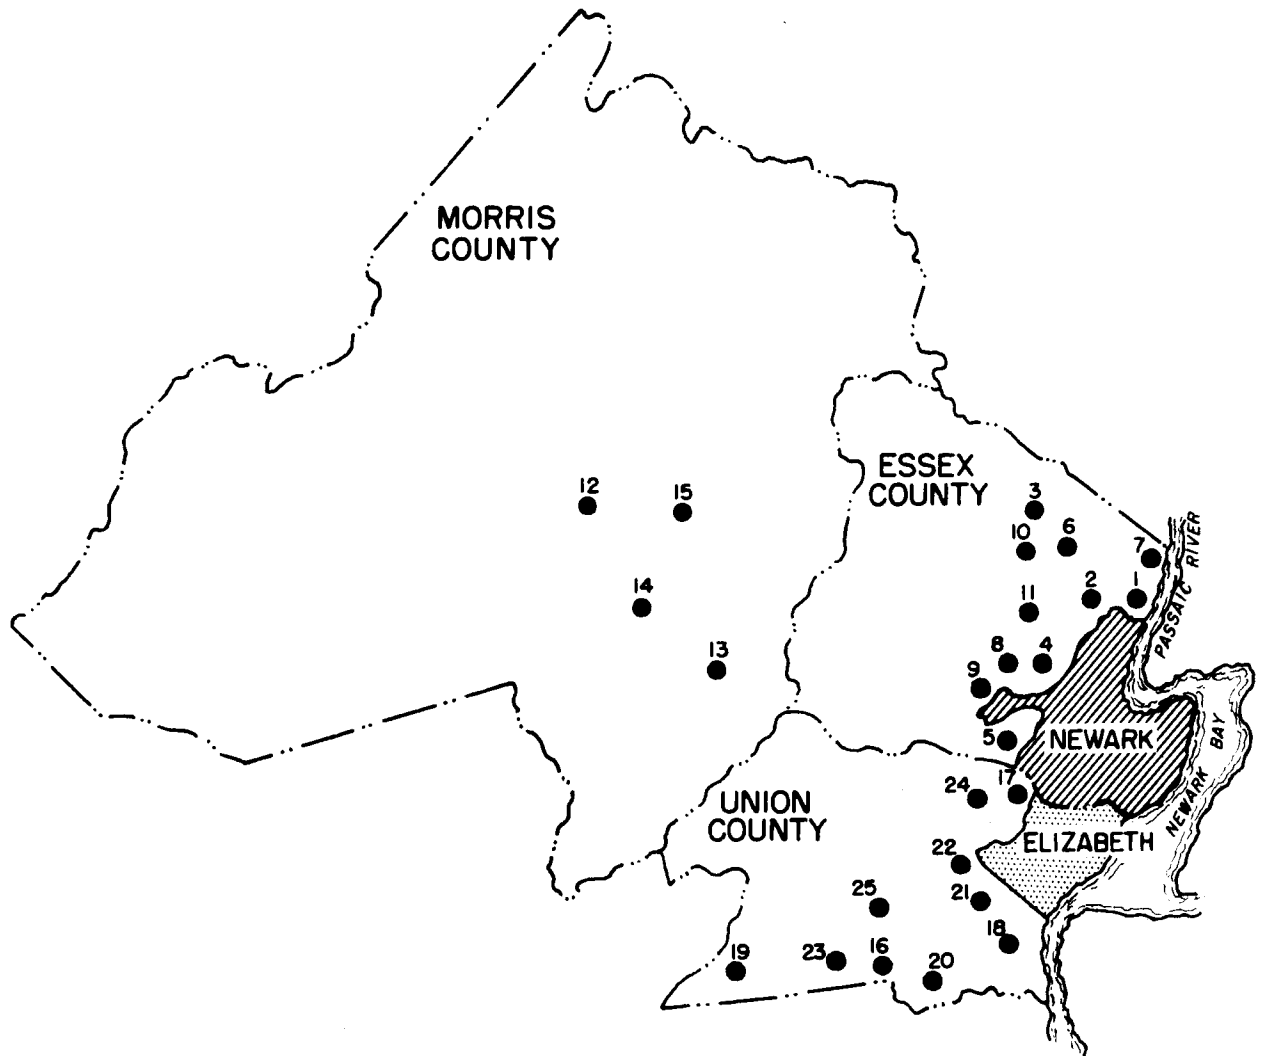 MORRIS
COUNTY
ESSEX
COUNTY
12
15
3
10
6
7
PASSAIC RIVER
14
11
2
1
13
8
4
9
5
NEWARK
NEWARK BAY
24
17
UNION
COUNTY
ELIZABETH
22
21
25
18
19
23
16
20